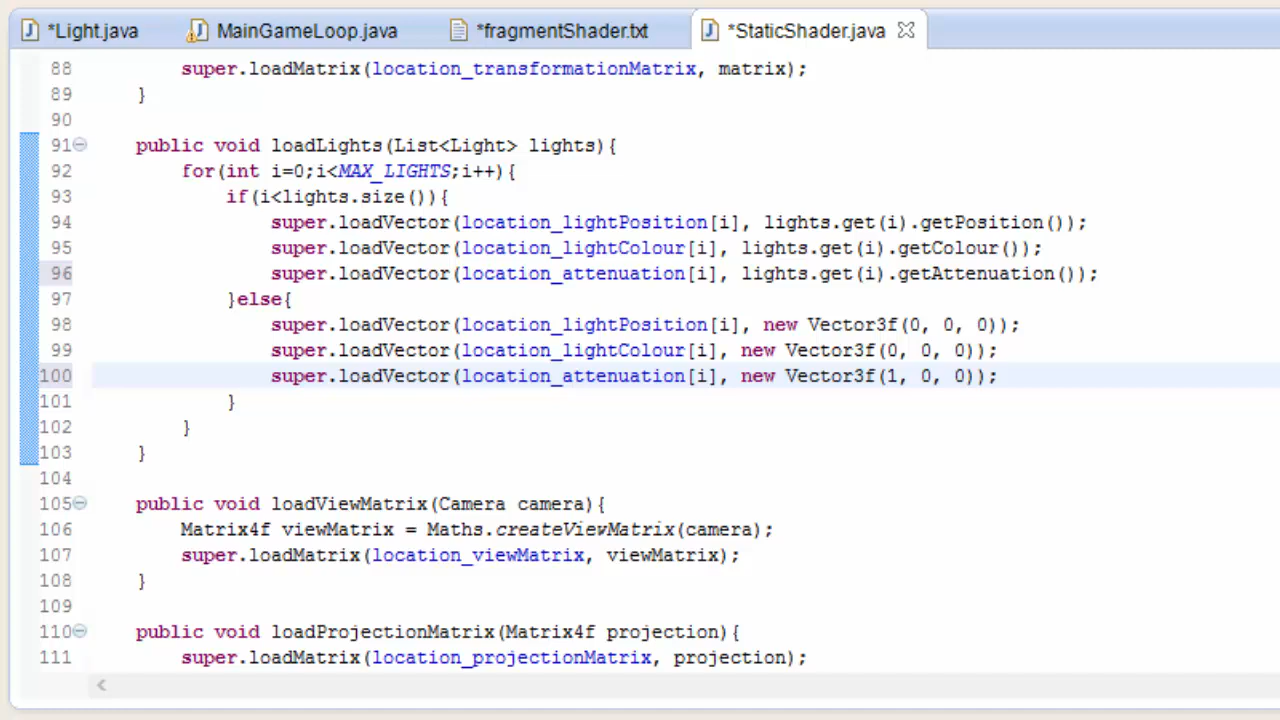 *Light.java MainGameLoop.java *fragmentShader.txt *StaticShader.java
88 super.loadMatrix(location_transformationMatrix, matrix);
89 }
90
91 public void loadLights(List<Light> lights){
92 for(int i=0;i<MAX_LIGHTS;i++){
93 if(i<lights.size()){
94 super.loadVector(location_lightPosition[i], lights.get(i).getPosition());
95 super.loadVector(location_lightColour[i], lights.get(i).getColour());
96 super.loadVector(location_attenuation[i], lights.get(i).getAttenuation());
97 }else{
98 super.loadVector(location_lightPosition[i], new Vector3f(0, 0, 0));
99 super.loadVector(location_lightColour[i], new Vector3f(0, 0, 0));
100 super.loadVector(location_attenuation[i], new Vector3f(1, 0, 0));
101 }
102 }
103 }
104
105 public void loadViewMatrix(Camera camera){
106 Matrix4f viewMatrix = Maths.createViewMatrix(camera);
107 super.loadMatrix(location_viewMatrix, viewMatrix);
108 }
109
110 public void loadProjectionMatrix(Matrix4f projection){
111 super.loadMatrix(location_projectionMatrix, projection);